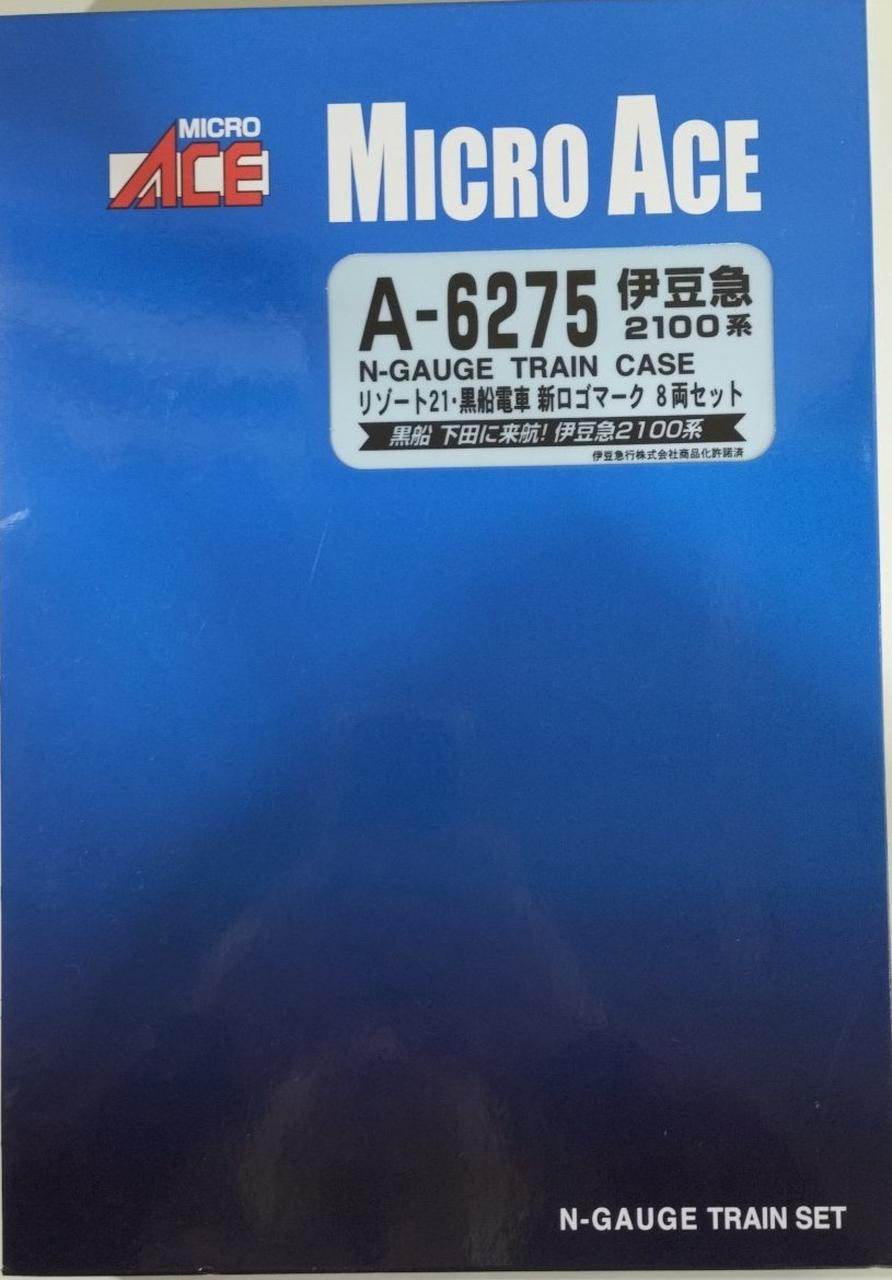 MICRO
ACE
MICRO ACE
A-6275 伊豆急
2100系
N-GAUGE TRAIN CASE
リゾート21・黒船電車 新ロゴマーク 8両セット
黒船 下田に来航! 伊豆急2100系
伊豆急行株式会社商品化許諾済
N-GAUGE TRAIN SET